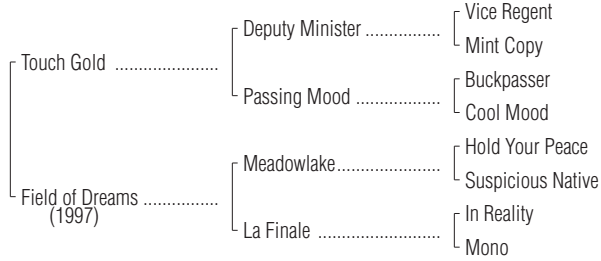 Vice Regent
Deputy Minister ................
Mint Copy
Touch Gold ......................
Buckpasser
Passing Mood ..................
Cool Mood
Hold Your Peace
Meadowlake......................
Suspicious Native
Field of Dreams ................
(1997)
In Reality
La Finale ..........................
Mono